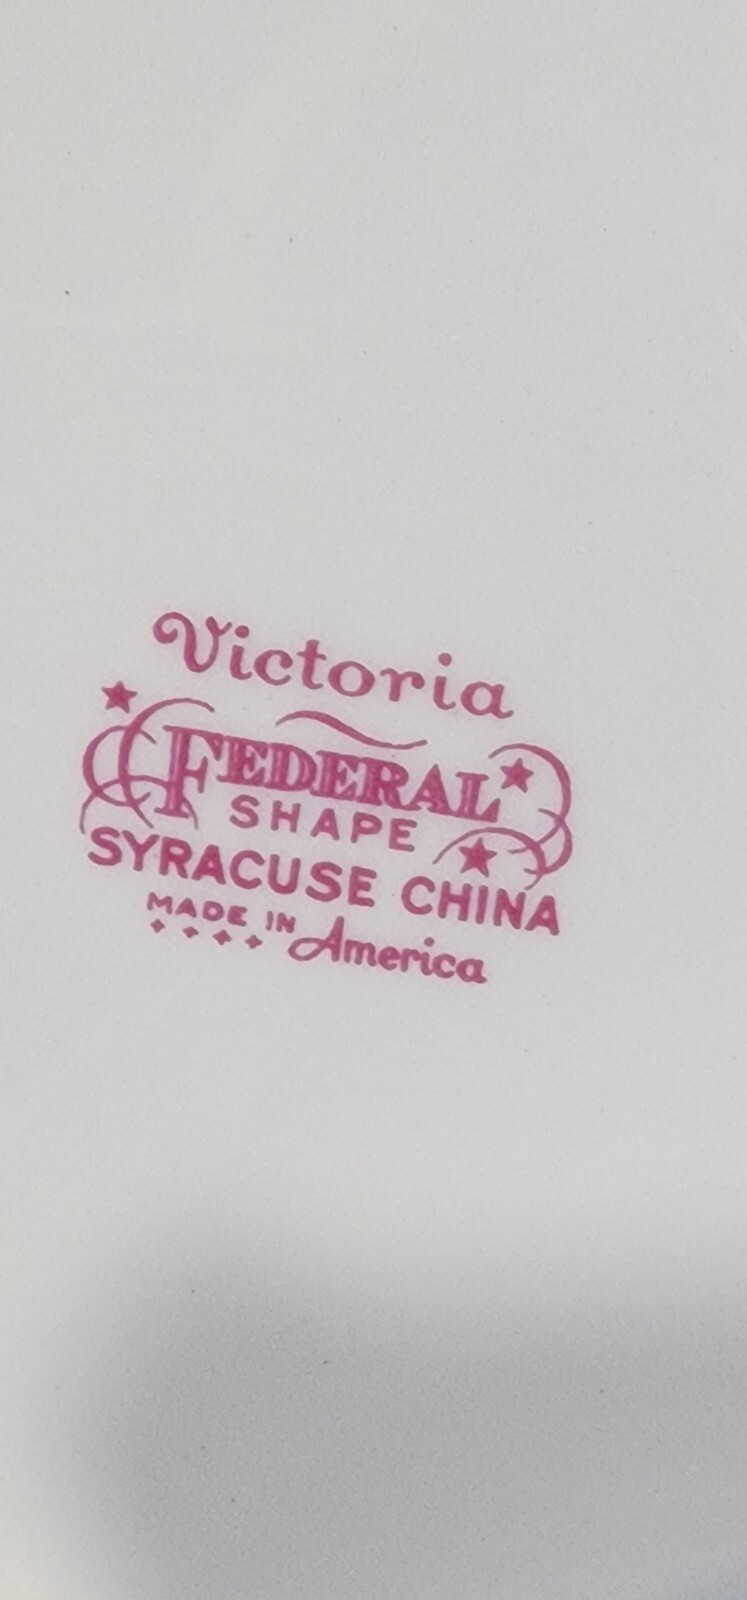 Victoria
FEDERAL
SHAPE
SYRACUSE CHINA
MADE IN America